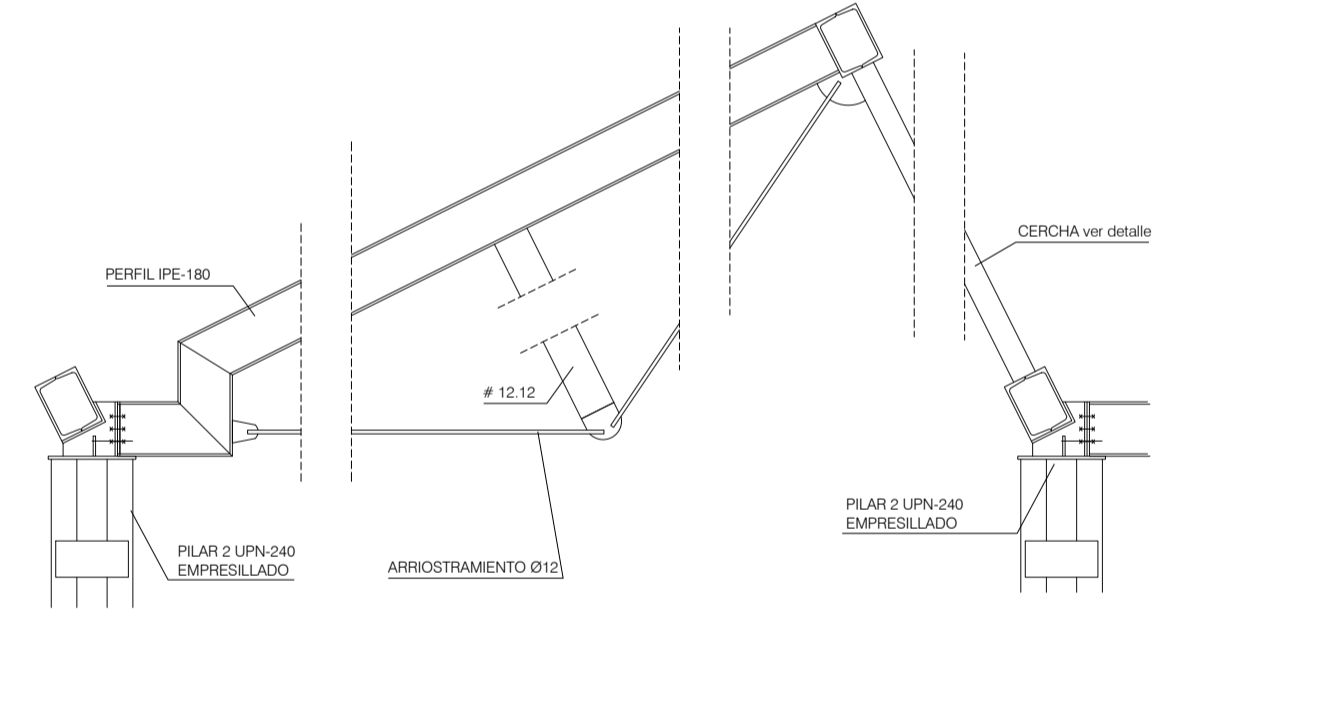 CERCHA ver detalle
PERFIL IPE-180
# 12.12
PILAR 2 UPN-240
EMPRESILLADO
PILAR 2 UPN-240
EMPRESILLADO
ARRIOSTRAMIENTO Ø12